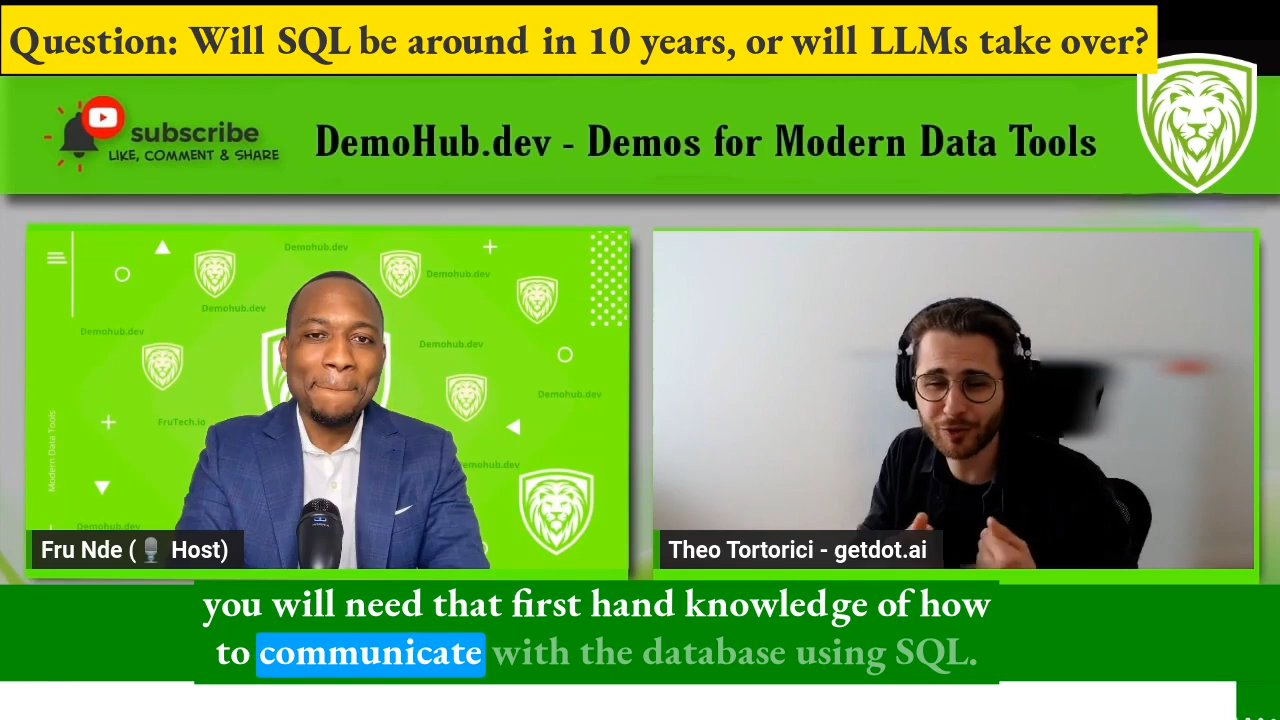 Question: Will SQL be around in 10 years, or will LLMs take over?
subscribe
LIKE, COMMENT & SHARE
DemoHub.dev - Demos for Modern Data Tools
Demohub.dev
Demohub.dev
Demohub.dev
Demohub.dev
Demohub.dev
Demohub.dev
FruTech.io
Modern Data Tools
Demohub.dev
Fru Nde (🎙️ Host)
Theo Tortorici - getdot.ai
you will need that first hand knowledge of how
to communicate with the database using SQL.